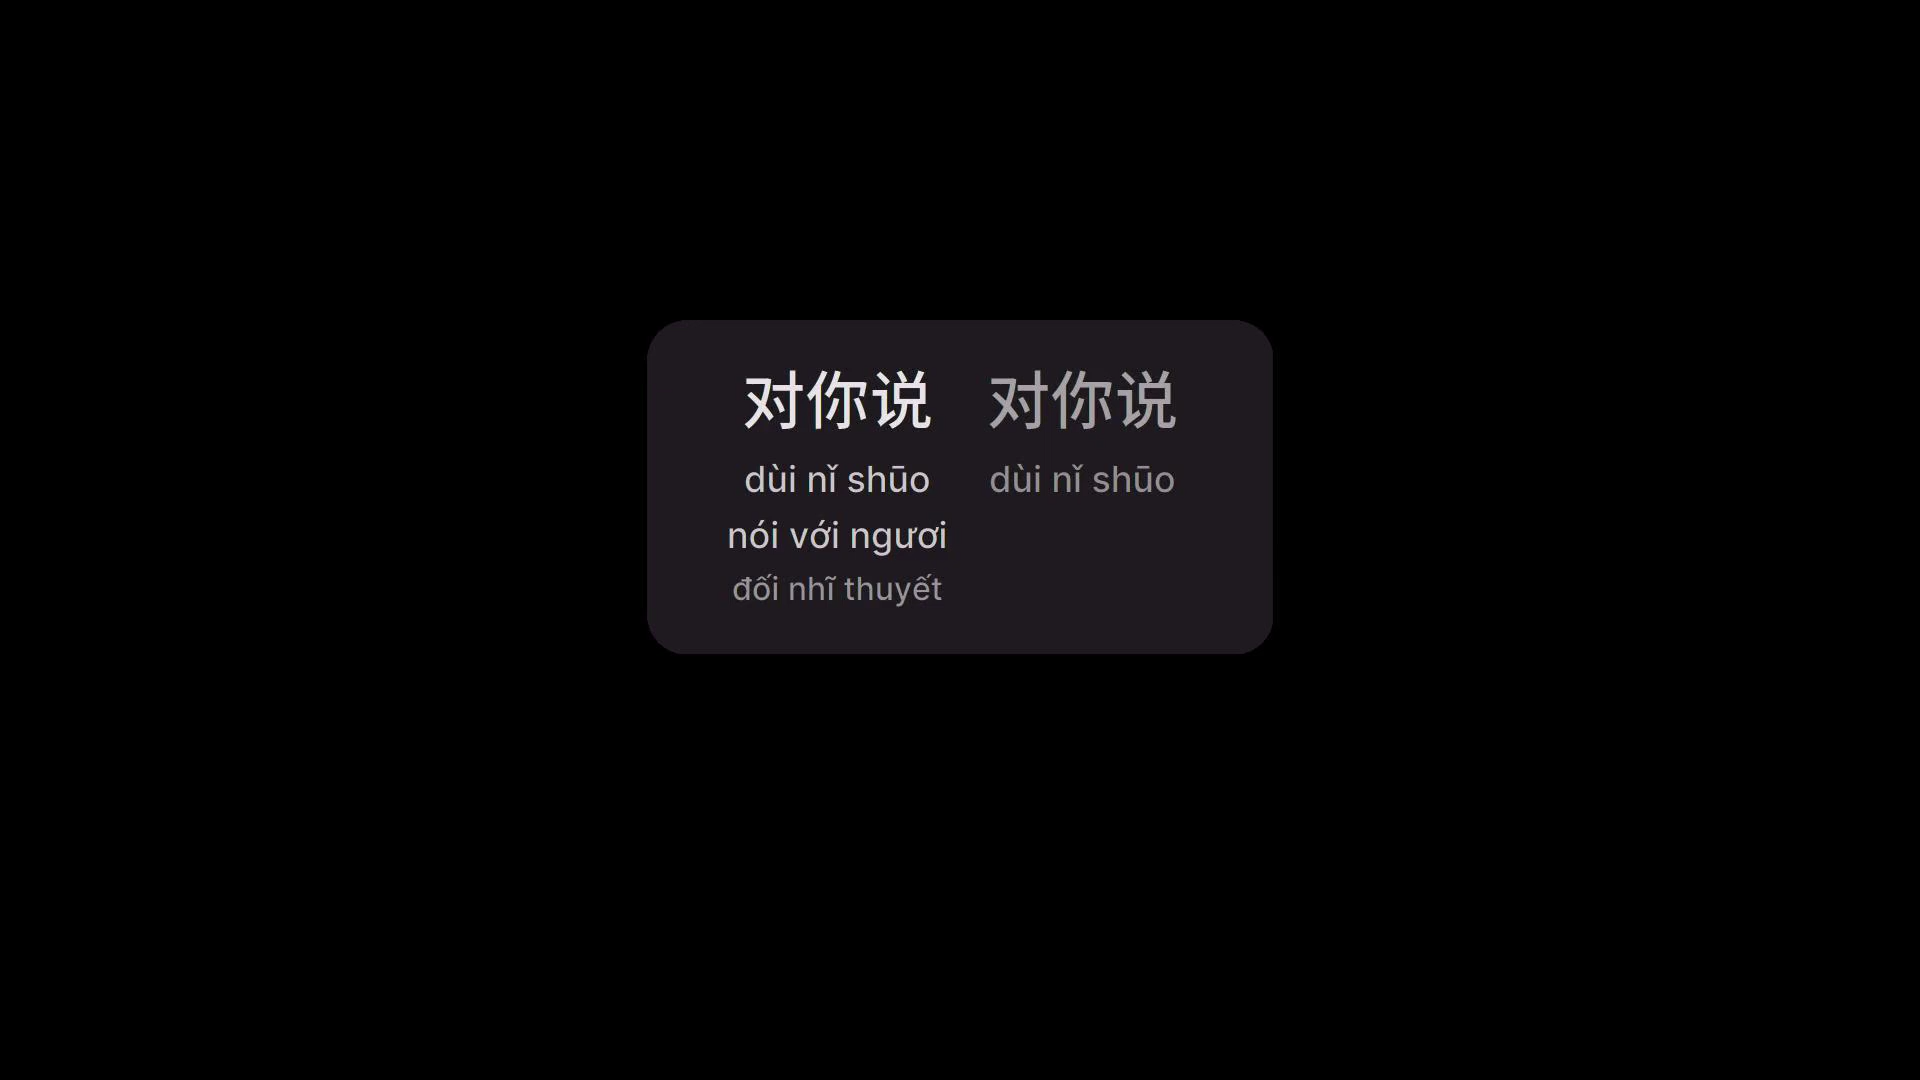 对你说 对你说
dùi nǐ shūo dùi nǐ shūo
nói với ngươi
đối nhĩ thuyết